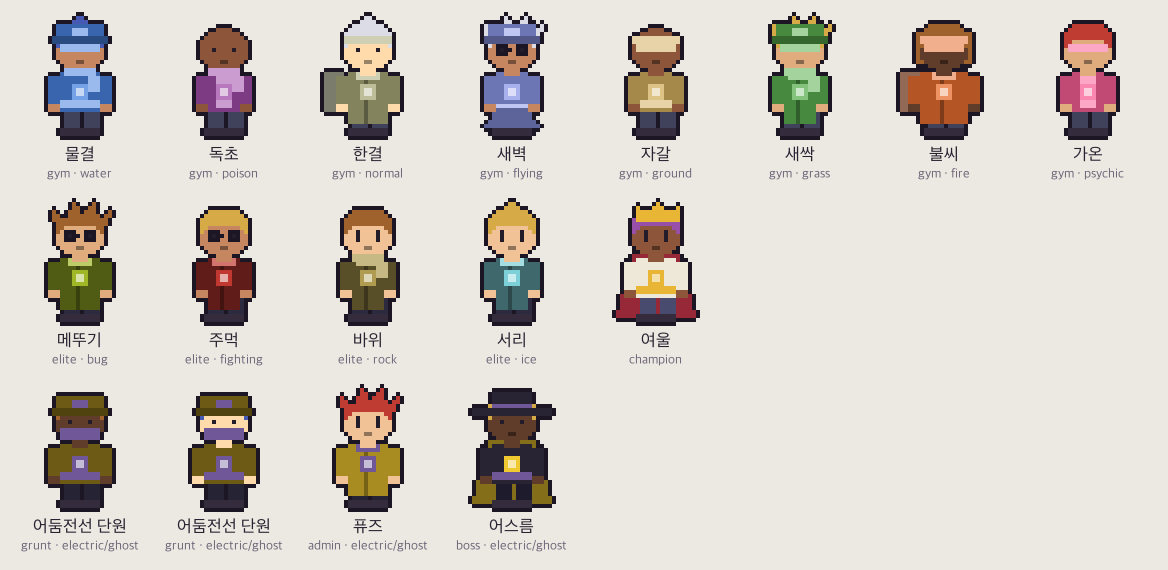 물결 독초 한결 새벽 자갈 새싹 불씨 가온
gym · water gym · poison gym · normal gym · flying gym · ground gym · grass gym · fire gym · psychic
메뚜기 주먹 바위 서리 여울
elite · bug elite · fighting elite · rock elite · ice champion
어둠전선 단원 어둠전선 단원 퓨즈 어스름
grunt · electric/ghost grunt · electric/ghost admin · electric/ghost boss · electric/ghost